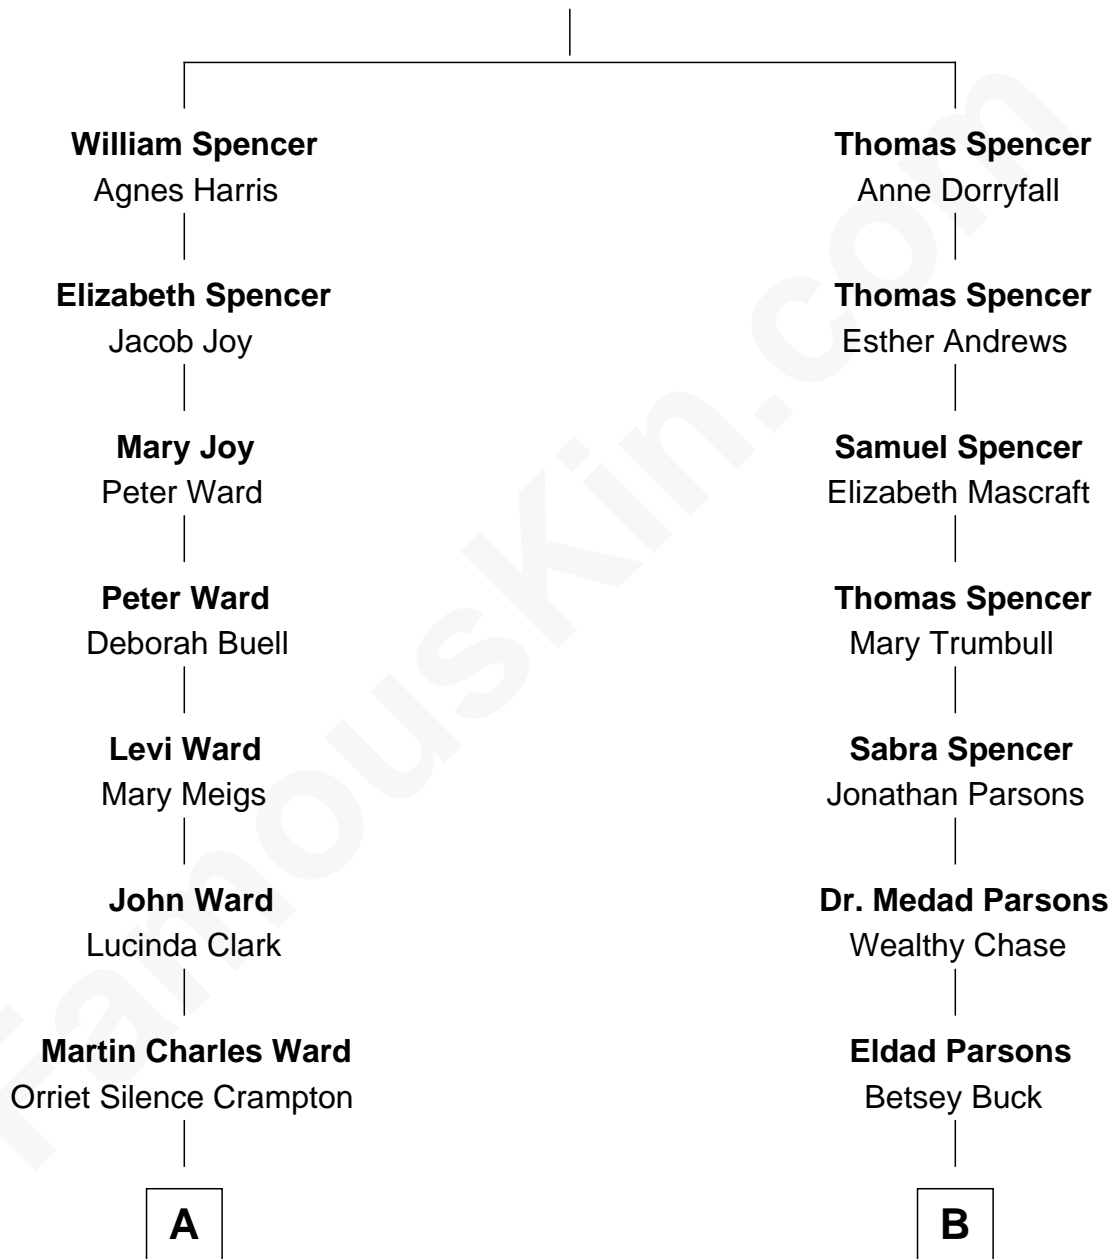 William Spencer
Agnes Harris
Elizabeth Spencer
Jacob Joy
Mary Joy
Peter Ward
Peter Ward
Deborah Buell
Levi Ward
Mary Meigs
John Ward
Lucinda Clark
Martin Charles Ward
Orriet Silence Crampton
A
Thomas Spencer
Anne Dorryfall
Thomas Spencer
Esther Andrews
Samuel Spencer
Elizabeth Mascraft
Thomas Spencer
Mary Trumbull
Sabra Spencer
Jonathan Parsons
Dr. Medad Parsons
Wealthy Chase
Eldad Parsons
Betsey Buck
B
FamousKin.com